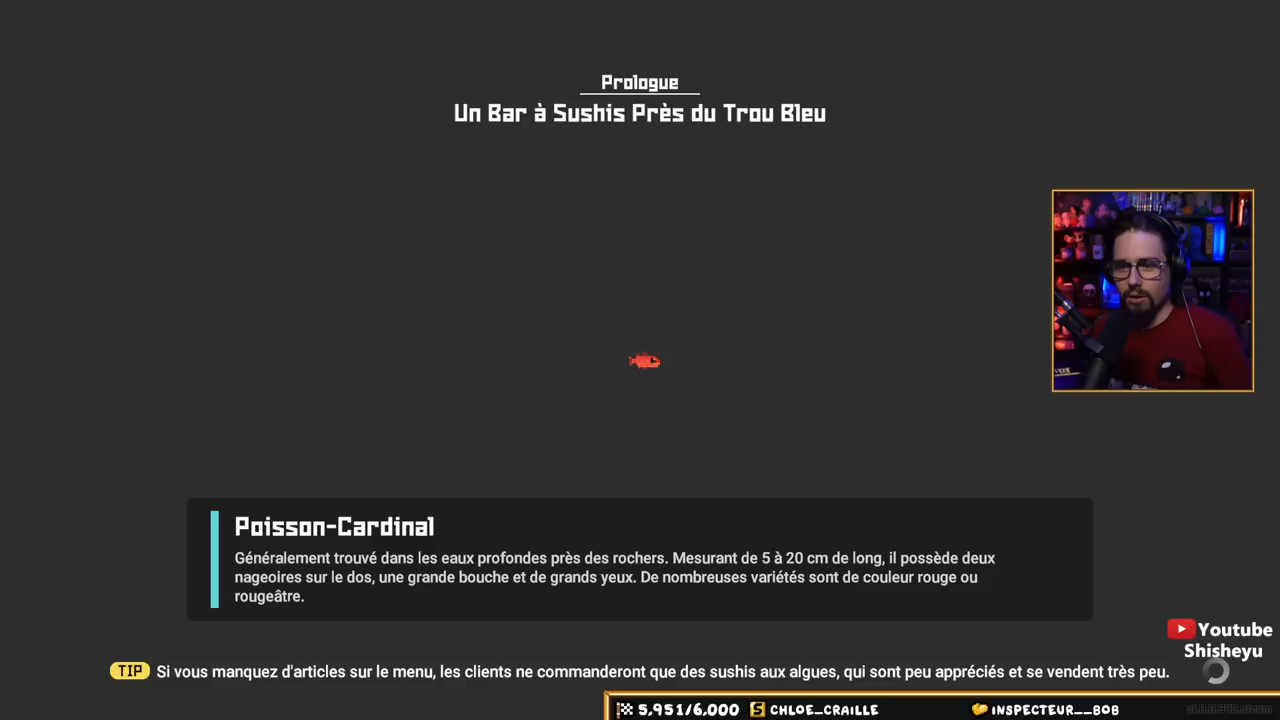 Prologue
Un Bar à Sushis Près du Trou Bleu
Poisson-Cardinal
Généralement trouvé dans les eaux profondes près des rochers. Mesurant de 5 à 20 cm de long, il possède deux
nageoires sur le dos, une grande bouche et de grands yeux. De nombreuses variétés sont de couleur rouge ou
rougeâtre.
Youtube
Shisheyu
TIP Si vous manquez d'articles sur le menu, les clients ne commanderont que des sushis aux algues, qui sont peu appréciés et se vendent très peu.
5,951/6,000 CHLOE_CRAILLE INSPECTEUR__BOB